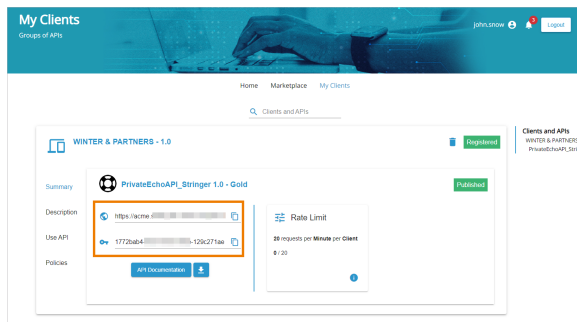 My Clients
Groups of APIs
john.snow
3
Logout
Home Marketplace My Clients
Clients and APIs
WINTER & PARTNERS - 1.0
Registered
Clients and APIs
WINTER & PARTNERS
PrivateEchoAPI_Stri
Summary
Description
Use API
Policies
PrivateEchoAPI_Stringer 1.0 - Gold
Published
https://acme.
1772bab4- -129c271ae
API Documentation
Rate Limit
20 requests per Minute per Client
0 / 20